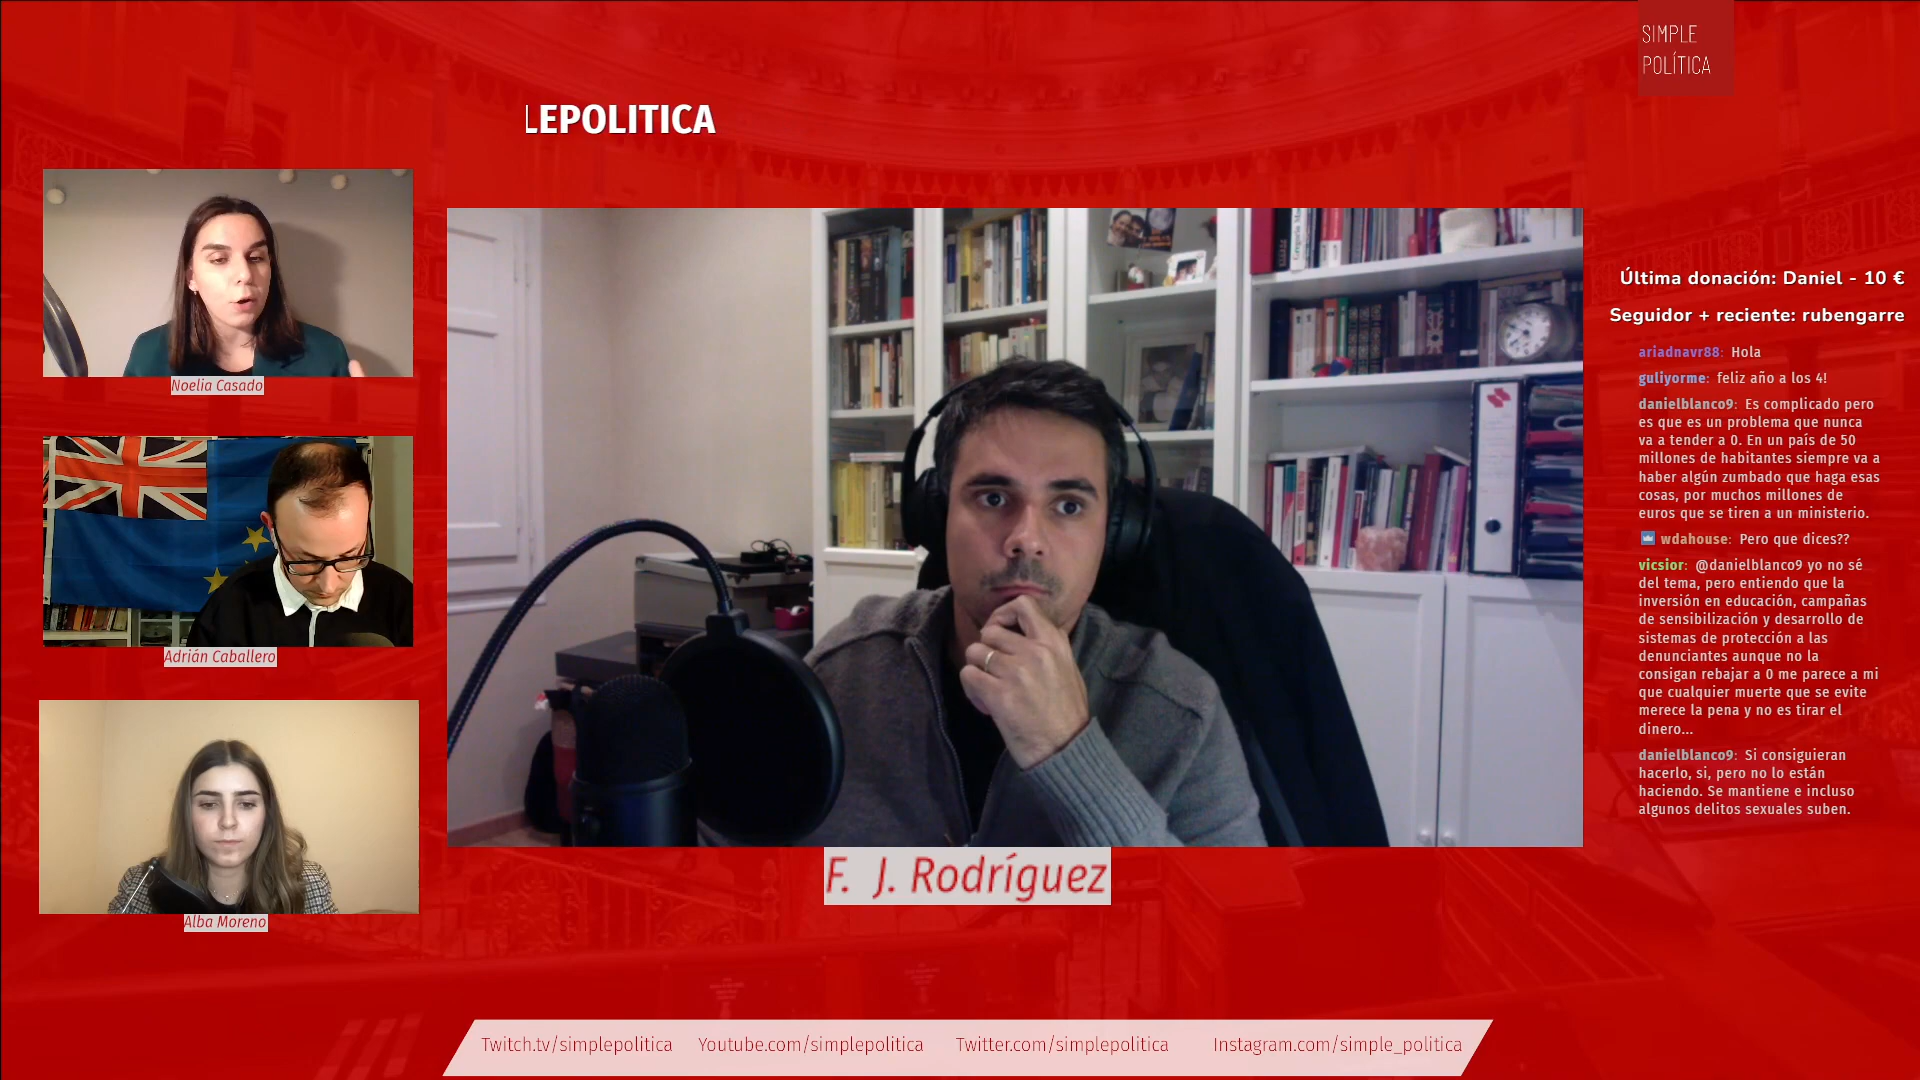 SIMPLE
POLÍTICA
LEPOLITICA
Noelia Casado
Adrián Caballero
Alba Moreno
F. J. Rodríguez
Última donación: Daniel - 10 €
Seguidor + reciente: rubengarre
ariadnavr88: Hola
guliyorme: feliz año a los 4!
danielblanco9: Es complicado pero
es que es un problema que nunca
va a tender a 0. En un país de 50
millones de habitantes siempre va a
haber algún zumbado que haga esas
cosas, por muchos millones de
euros que se tiren a un ministerio.
wdahouse: Pero que dices??
vicsior: @danielblanco9 yo no sé
del tema, pero entiendo que la
inversión en educación, campañas
de sensibilización y desarrollo de
sistemas de protección a las
denunciantes aunque no la
consigan rebajar a 0 me parece a mi
que cualquier muerte que se evite
merece la pena y no es tirar el
dinero...
danielblanco9: Si consiguieran
hacerlo, si, pero no lo están
haciendo. Se mantiene e incluso
algunos delitos sexuales suben.
Twitch.tv/simplepolitica Youtube.com/simplepolitica Twitter.com/simplepolitica Instagram.com/simple_politica